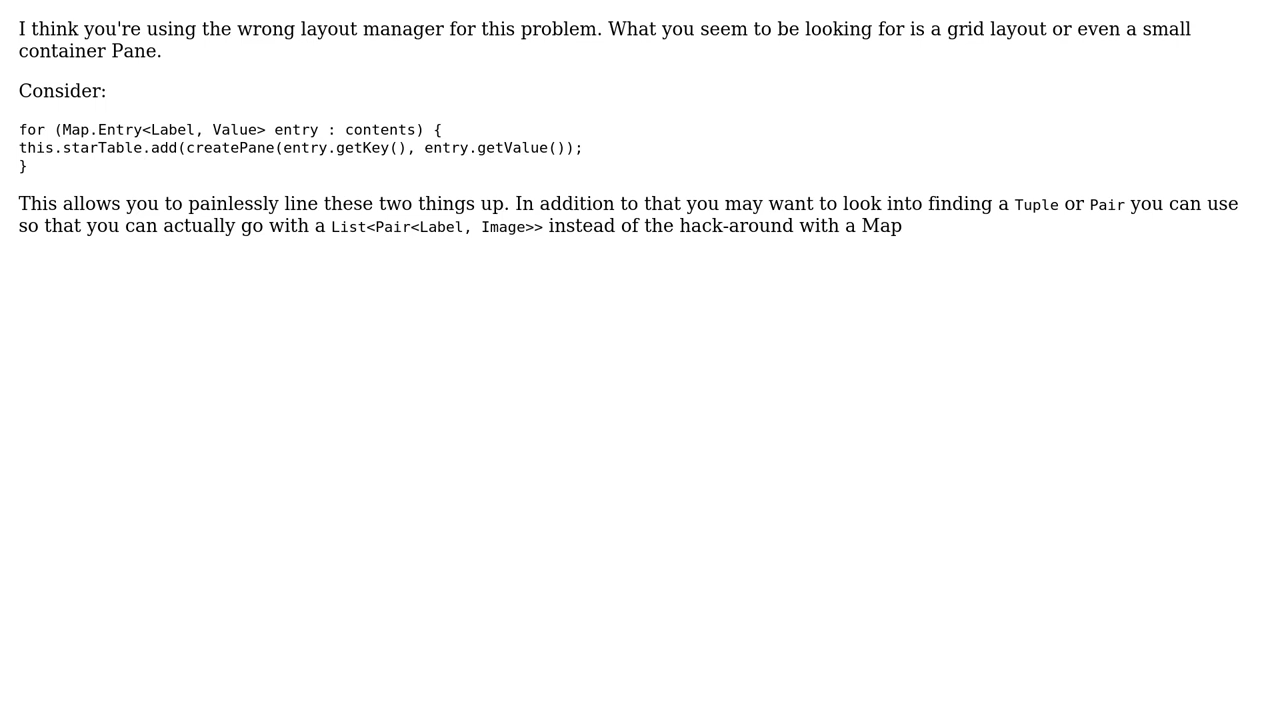 I think you're using the wrong layout manager for this problem. What you seem to be looking for is a grid layout or even a small
container Pane.
Consider:
for (Map.Entry<Label, Value> entry : contents) {
this.starTable.add(createPane(entry.getKey(), entry.getValue());
}
This allows you to painlessly line these two things up. In addition to that you may want to look into finding a Tuple or Pair you can use
so that you can actually go with a List<Pair<Label, Image>> instead of the hack-around with a Map